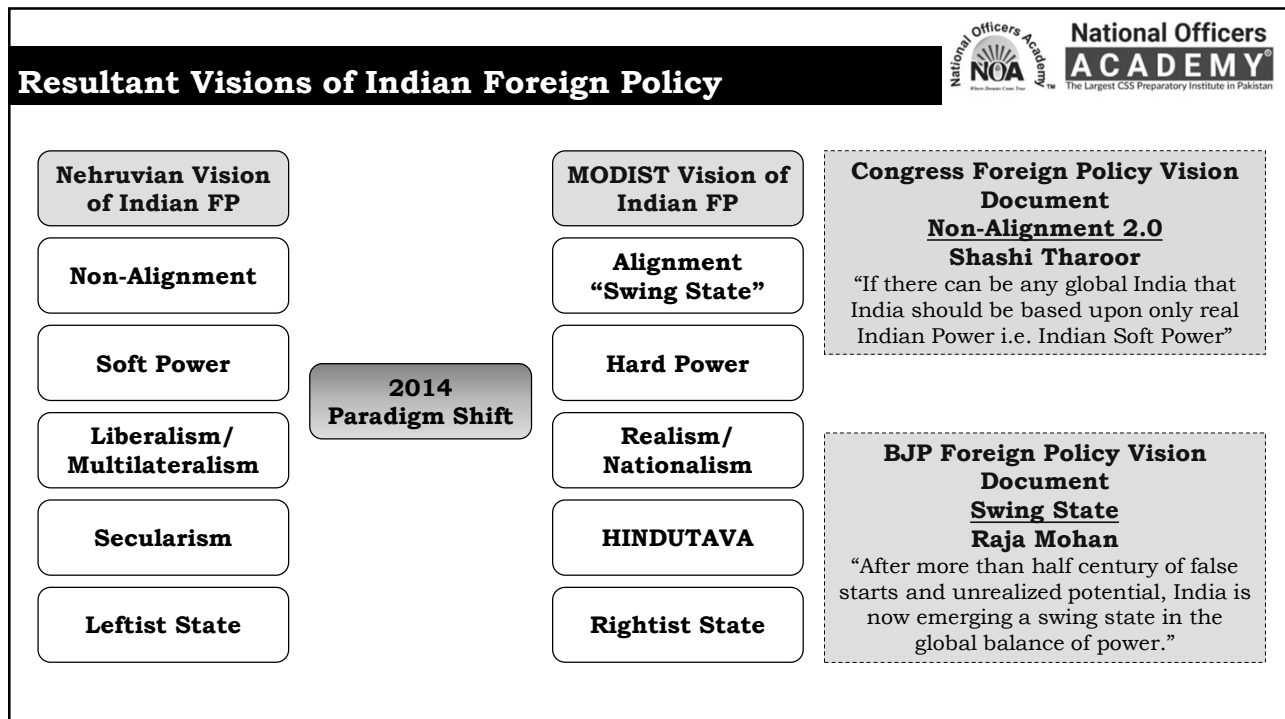 National Officers Academy
NOA
Where Dreams Come True
TM
National Officers
ACADEMY®
The Largest CSS Preparatory Institute in Pakistan
Resultant Visions of Indian Foreign Policy
Nehruvian Vision
of Indian FP
Non-Alignment
Soft Power
Liberalism/
Multilateralism
Secularism
Leftist State
2014
Paradigm Shift
MODIST Vision of
Indian FP
Alignment
“Swing State”
Hard Power
Realism/
Nationalism
HINDUTAVA
Rightist State
Congress Foreign Policy Vision
Document
Non-Alignment 2.0
Shashi Tharoor
“If there can be any global India that
India should be based upon only real
Indian Power i.e. Indian Soft Power”
BJP Foreign Policy Vision
Document
Swing State
Raja Mohan
“After more than half century of false
starts and unrealized potential, India is
now emerging a swing state in the
global balance of power.”